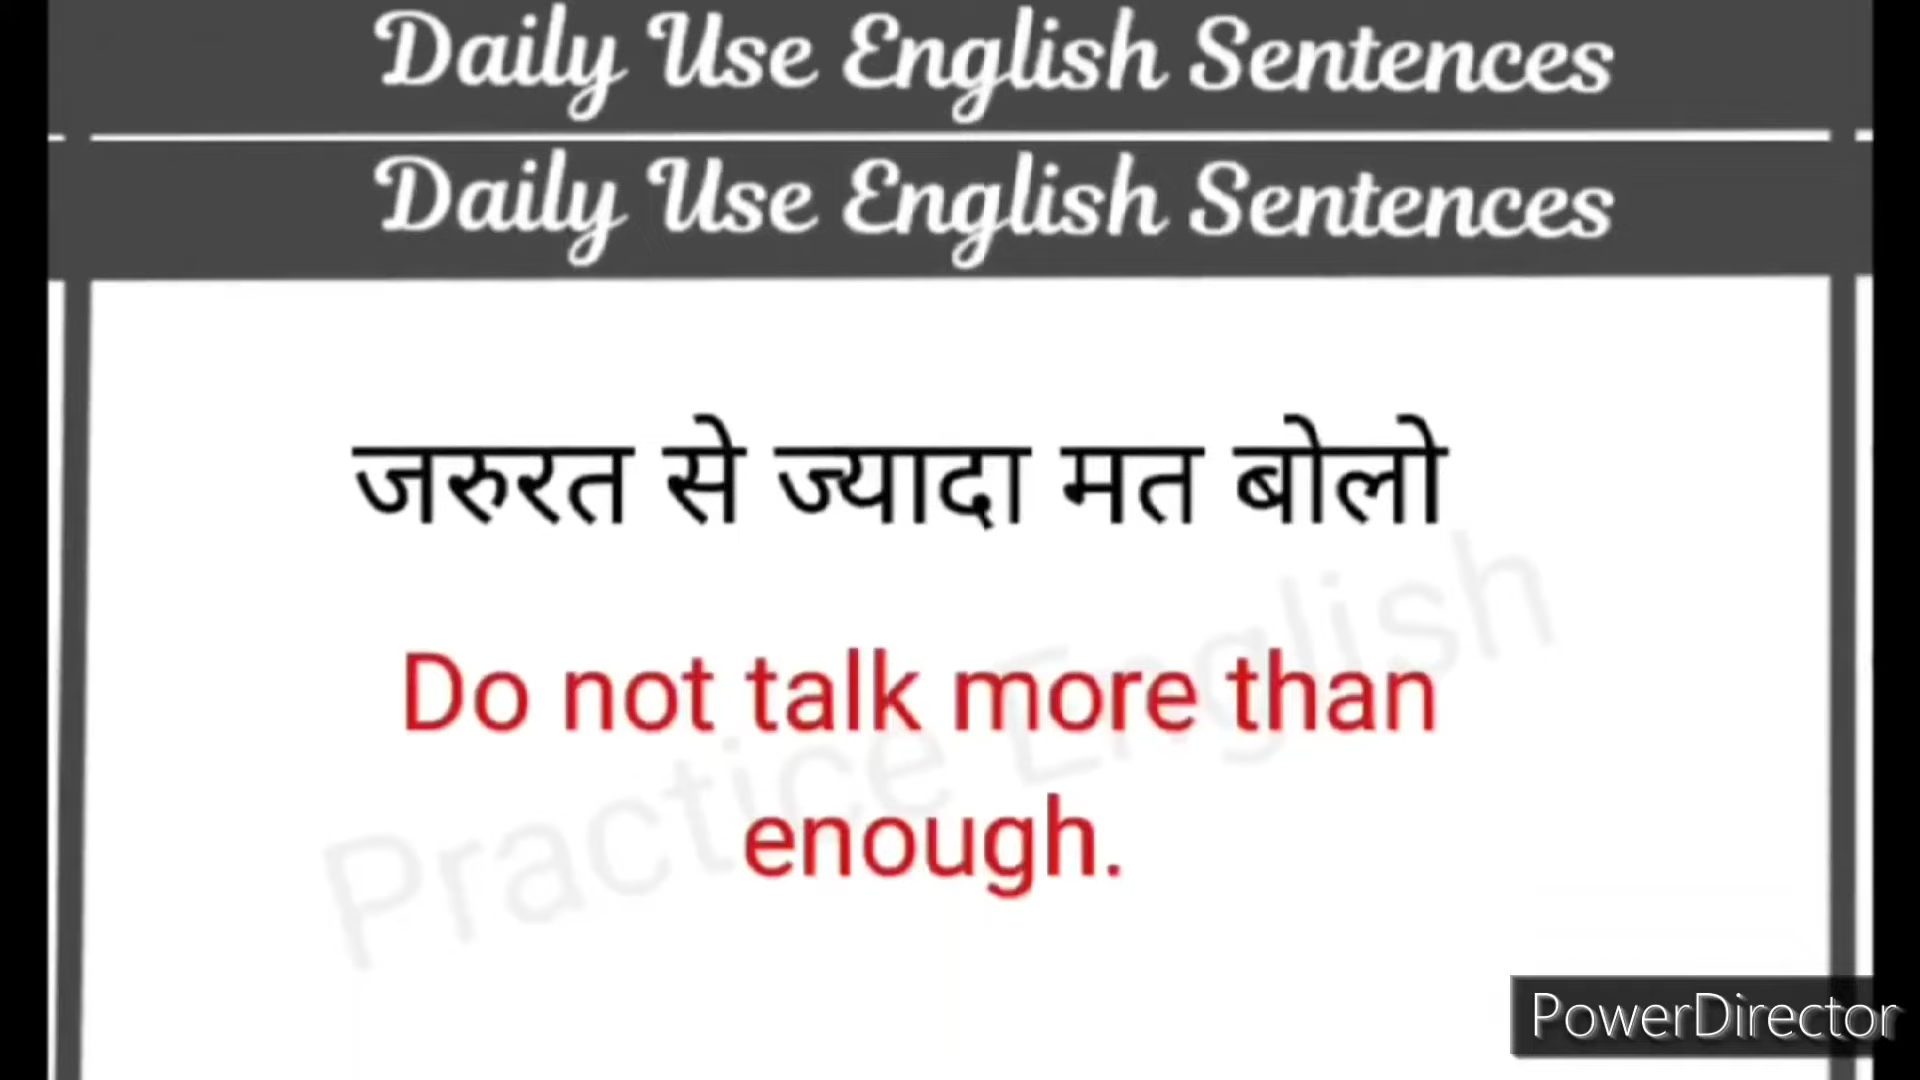 Daily Use English Sentences
Daily Use English Sentences
जरुरत से ज्यादा मत बोलो
Do not talk more than
enough.
Practice English
PowerDirector